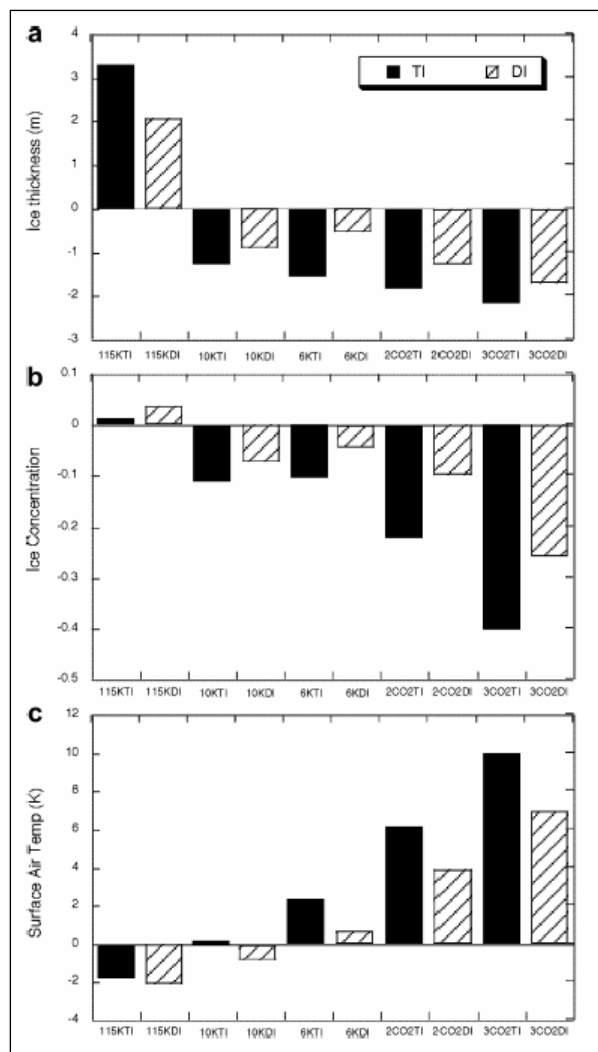 a
TI DI
Ice thickness (m)
4
3
2
1
0
-1
-2
-3
115KTI 115KDI 10KTI 10KDI 6KTI 6KDI 2CO2TI 2CO2DI 3CO2TI 3CO2DI
b
Ice Concentration
0.1
0
-0.1
-0.2
-0.3
-0.4
-0.5
115KTI 115KDI 10KTI 10KDI 6KTI 6KDI 2CO2TI 2CO2DI 3CO2TI 3CO2DI
c
Surface Air Temp (K)
12
10
8
6
4
2
0
-2
-4
115KTI 115KDI 10KTI 10KDI 6KTI 6KDI 2CO2TI 2CO2DI 3CO2TI 3CO2DI